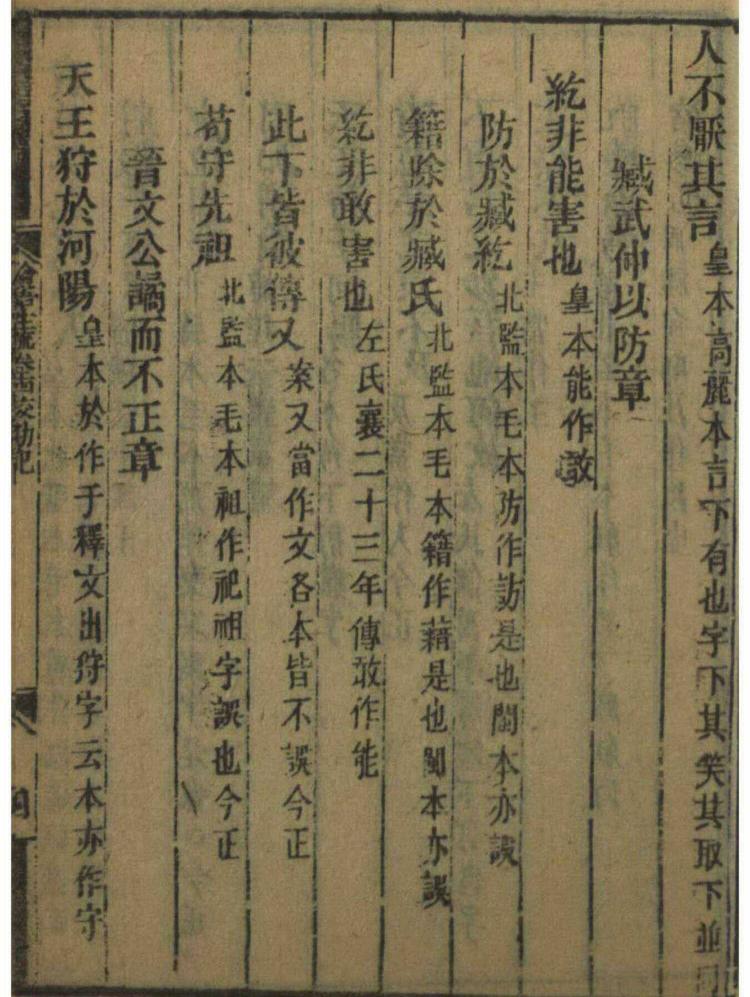 人不厭其言皇本高麗本言下有也字下其笑其取下並同
臧武仲以防章
紇非能害也皇本能作敢
防於臧紇北監本毛本防作訪是也閩本亦誤
籍除於臧氏北監本毛本籍作藉是也閩本亦誤
紇非敢害也左氏襄二十三年傳敢作能
此下皆彼傳又案又當作文各本皆不誤今正
苟守先祖北監本毛本祖作祀祖字誤也今正
晉文公譎而不正章
天王狩於河陽皇本於作于釋文出狩字云本亦作守